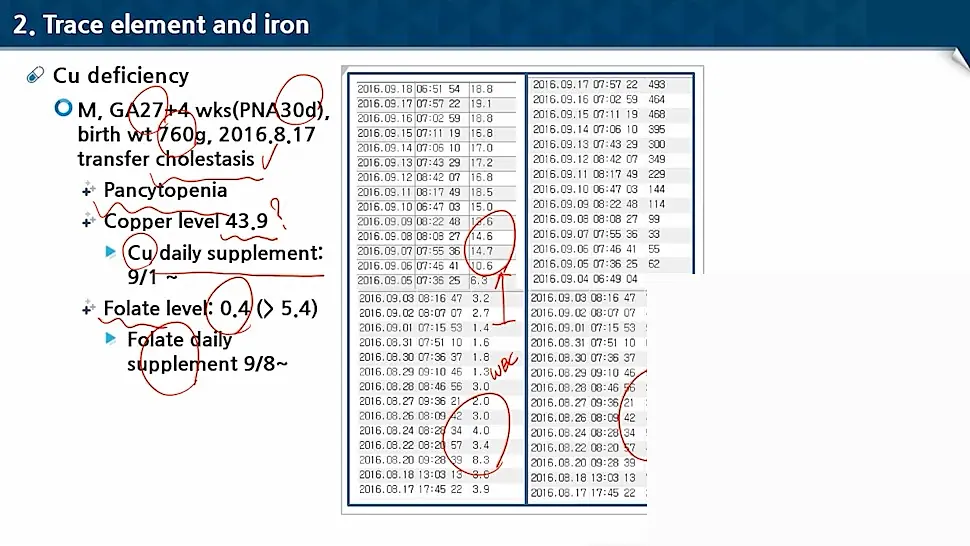 2. Trace element and iron
Cu deficiency
M, GA27+4 wks(PNA30d),
birth wt 760g, 2016.8.17
transfer cholestasis
Pancytopenia
Copper level 43.9
?
Cu daily supplement:
9/1 ~
Folate level: 0.4 (> 5.4)
Folate daily
supplement 9/8~
2016.09.18 06:51 54 18.8
2016.09.17 07:57 22 19.1
2016.09.16 07:02 59 18.8
2016.09.15 07:11 19 16.8
2016.09.14 07:06 10 17.0
2016.09.13 07:43 29 17.2
2016.09.12 08:42 07 16.8
2016.09.11 08:17 49 18.5
2016.09.10 06:47 03 15.0
2016.09.09 08:22 48
2016.09.08 08:08 27 14.6
2016.09.07 07:55 36 14.7
2016.09.06 07:46 41 10.6
2016.09.05 07:36 25 6.3
2016.09.03 08:16 47 3.2
2016.09.02 08:07 07 2.7
2016.09.01 07:15 53 1.4
2016.08.31 07:51 10 1.6
2016.08.30 07:36 37 1.8
2016.08.29 09:10 46 1.3
WBC
2016.08.28 08:46 56 3.0
2016.08.27 09:36 21 2.0
2016.08.26 08:09 42 3.0
2016.08.24 08:28 34 4.0
2016.08.22 08:20 57 3.4
2016.08.20 09:28 39 8.3
2016.08.18 13:03 13
2016.08.17 17:45 22 3.9
2016.09.17 07:57 22 493
2016.09.16 07:02 59 464
2016.09.15 07:11 19 468
2016.09.14 07:06 10 395
2016.09.13 07:43 29 300
2016.09.12 08:42 07 349
2016.09.11 08:17 49 229
2016.09.10 06:47 03 144
2016.09.09 08:22 48 114
2016.09.08 08:08 27 99
2016.09.07 07:55 36 33
2016.09.06 07:46 41 55
2016.09.05 07:36 25 62
2016.09.04 06:49 04
2016.09.03 08:16 47
2016.09.02 08:07 07
2016.09.01 07:15 53
2016.08.31 07:51 10
2016.08.30 07:36 37
2016.08.29 09:10 46
2016.08.28 08:46 56
2016.08.27 09:36 21
2016.08.26 08:09 42
2016.08.24 08:28 34
2016.08.22 08:20 57
2016.08.20 09:28 39
2016.08.18 13:03 13
2016.08.17 17:45 22